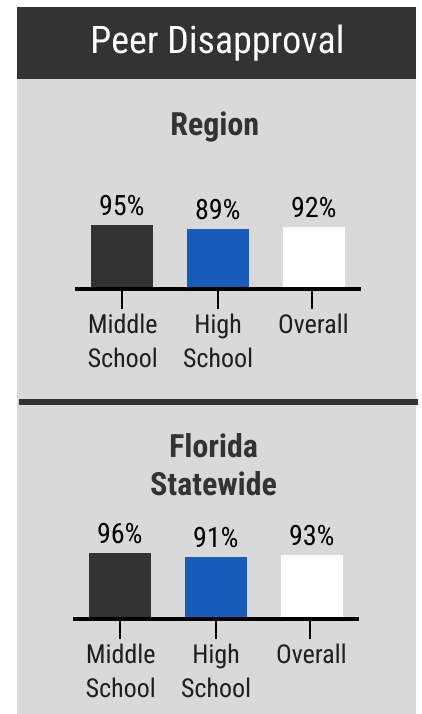 Peer Disapproval
Region
95% 89% 92%
Middle School High School Overall
Florida
Statewide
96% 91% 93%
Middle School High School Overall